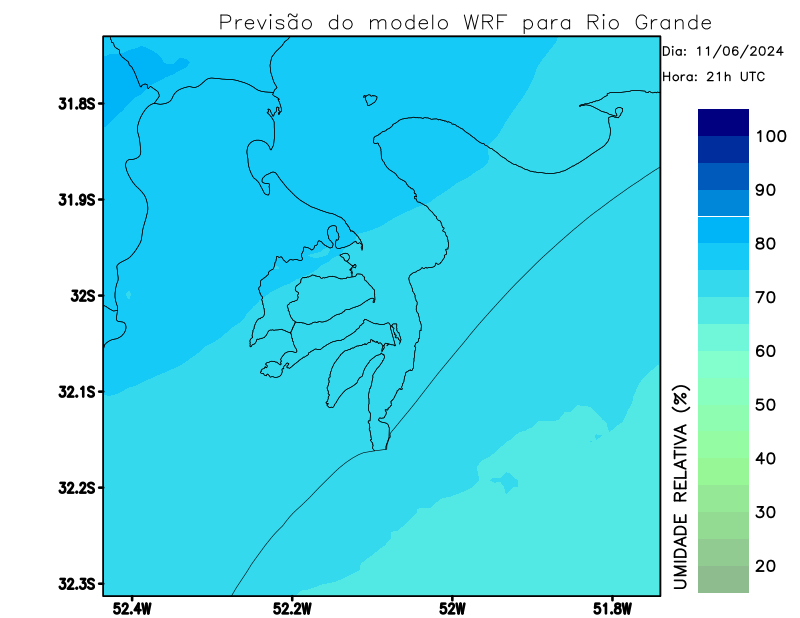 Previsão do modelo WRF para Rio Grande
Dia: 11/06/2024
Hora: 21h UTC
31.8S
31.9S
32S
32.1S
32.2S
32.3S
52.4W
52.2W
52W
51.8W
100
90
80
70
60
50
40
30
20
UMIDADE RELATIVA (%)